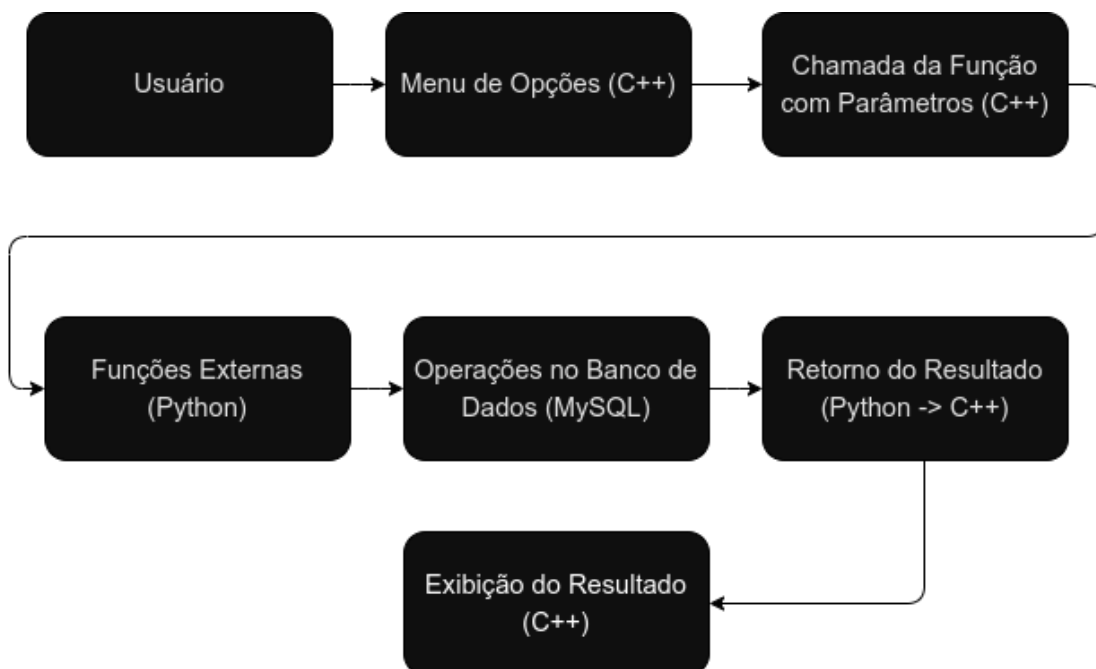 Usuário
Menu de Opções (C++)
Chamada da Função
com Parâmetros (C++)
Funções Externas
(Python)
Operações no Banco de
Dados (MySQL)
Retorno do Resultado
(Python -> C++)
Exibição do Resultado
(C++)